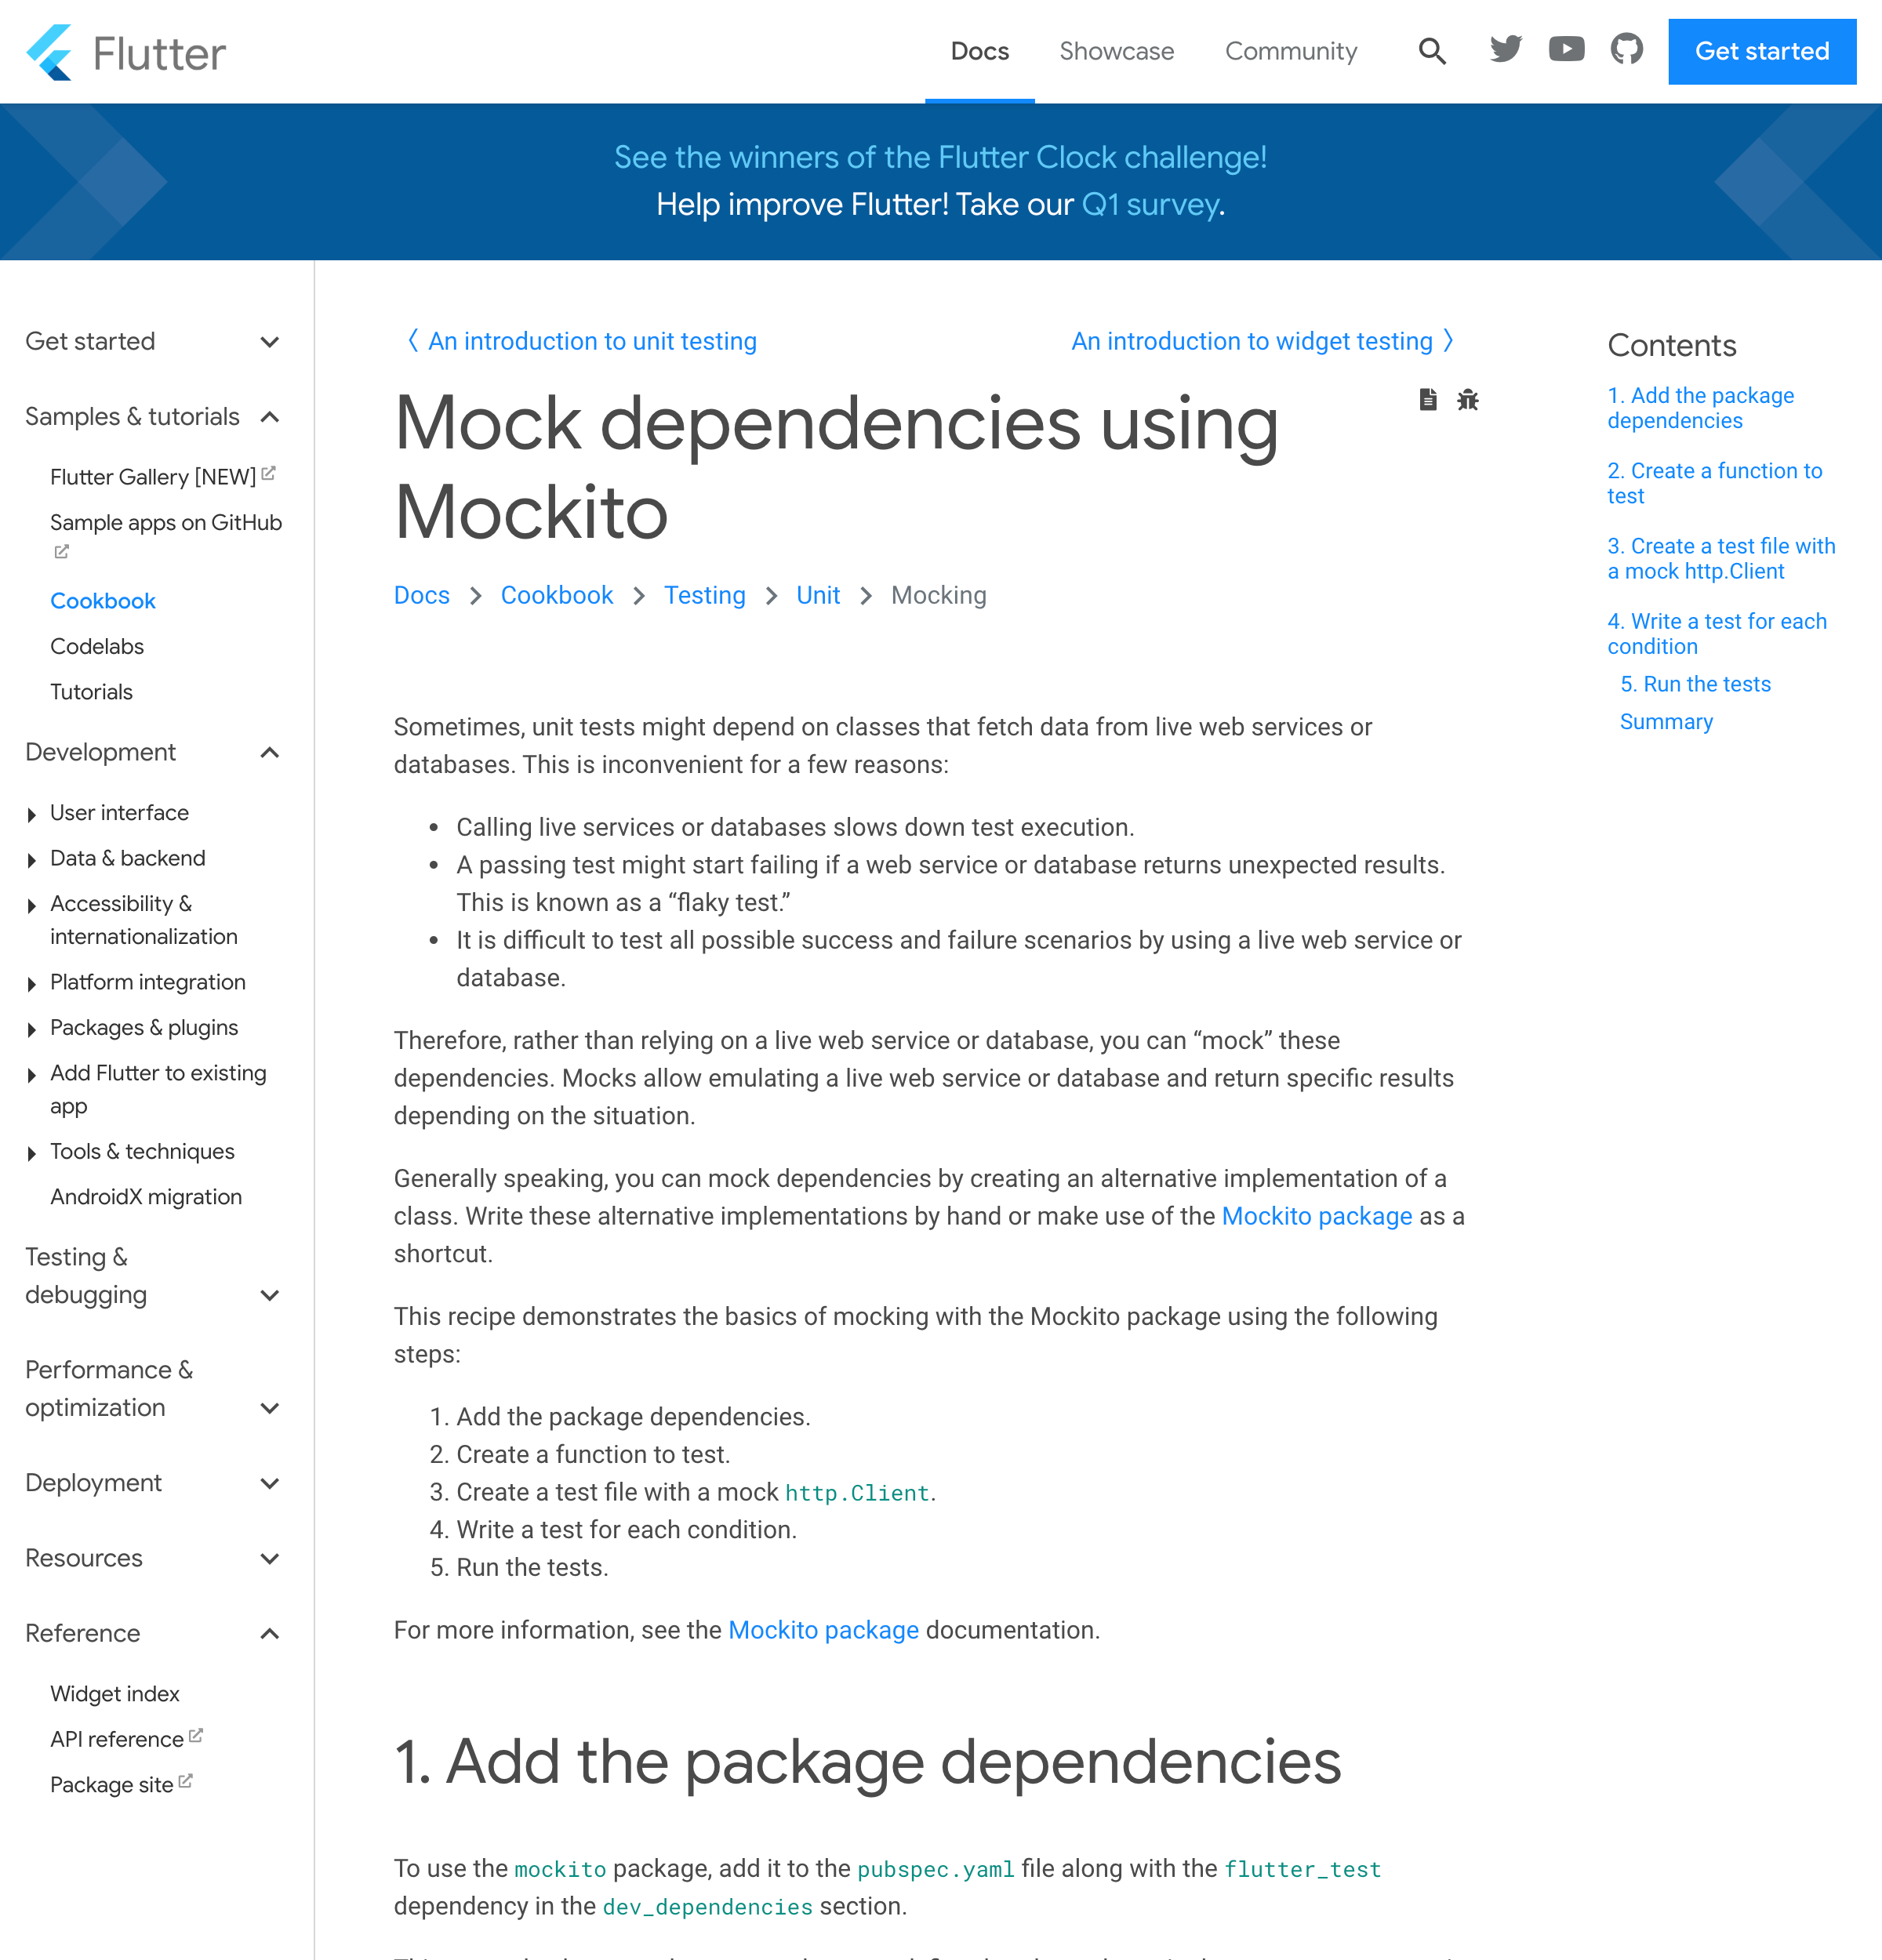 Flutter
Docs
Showcase
Community
Get started
See the winners of the Flutter Clock challenge!
Help improve Flutter! Take our Q1 survey.
Get started
Samples & tutorials
Flutter Gallery [NEW]
Sample apps on GitHub
Cookbook
Codelabs
Tutorials
Development
User interface
Data & backend
Accessibility &
internationalization
Platform integration
Packages & plugins
Add Flutter to existing
app
Tools & techniques
AndroidX migration
Testing &
debugging
Performance &
optimization
Deployment
Resources
Reference
Widget index
API reference
Package site
An introduction to unit testing
An introduction to widget testing
Mock dependencies using
Mockito
Docs > Cookbook > Testing > Unit > Mocking
Sometimes, unit tests might depend on classes that fetch data from live web services or
databases. This is inconvenient for a few reasons:
• Calling live services or databases slows down test execution.
• A passing test might start failing if a web service or database returns unexpected results.
This is known as a “flaky test.”
• It is difficult to test all possible success and failure scenarios by using a live web service or
database.
Therefore, rather than relying on a live web service or database, you can “mock” these
dependencies. Mocks allow emulating a live web service or database and return specific results
depending on the situation.
Generally speaking, you can mock dependencies by creating an alternative implementation of a
class. Write these alternative implementations by hand or make use of the Mockito package as a
shortcut.
This recipe demonstrates the basics of mocking with the Mockito package using the following
steps:
1. Add the package dependencies.
2. Create a function to test.
3. Create a test file with a mock http.Client.
4. Write a test for each condition.
5. Run the tests.
For more information, see the Mockito package documentation.
1. Add the package dependencies
To use the mockito package, add it to the pubspec.yaml file along with the flutter_test
dependency in the dev_dependencies section.
Contents
1. Add the package
dependencies
2. Create a function to
test
3. Create a test file with
a mock http.Client
4. Write a test for each
condition
5. Run the tests
Summary